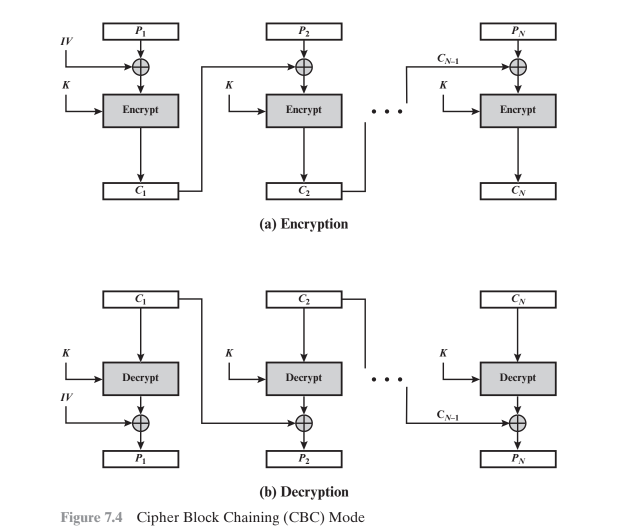 P1 P2 PN
IV CN–1
K K K
Encrypt Encrypt • • • Encrypt
C1 C2 CN
(a) Encryption
C1 C2 CN
K K K
Decrypt Decrypt • • • Decrypt
IV CN–1
P1 P2 PN
(b) Decryption
Figure 7.4 Cipher Block Chaining (CBC) Mode